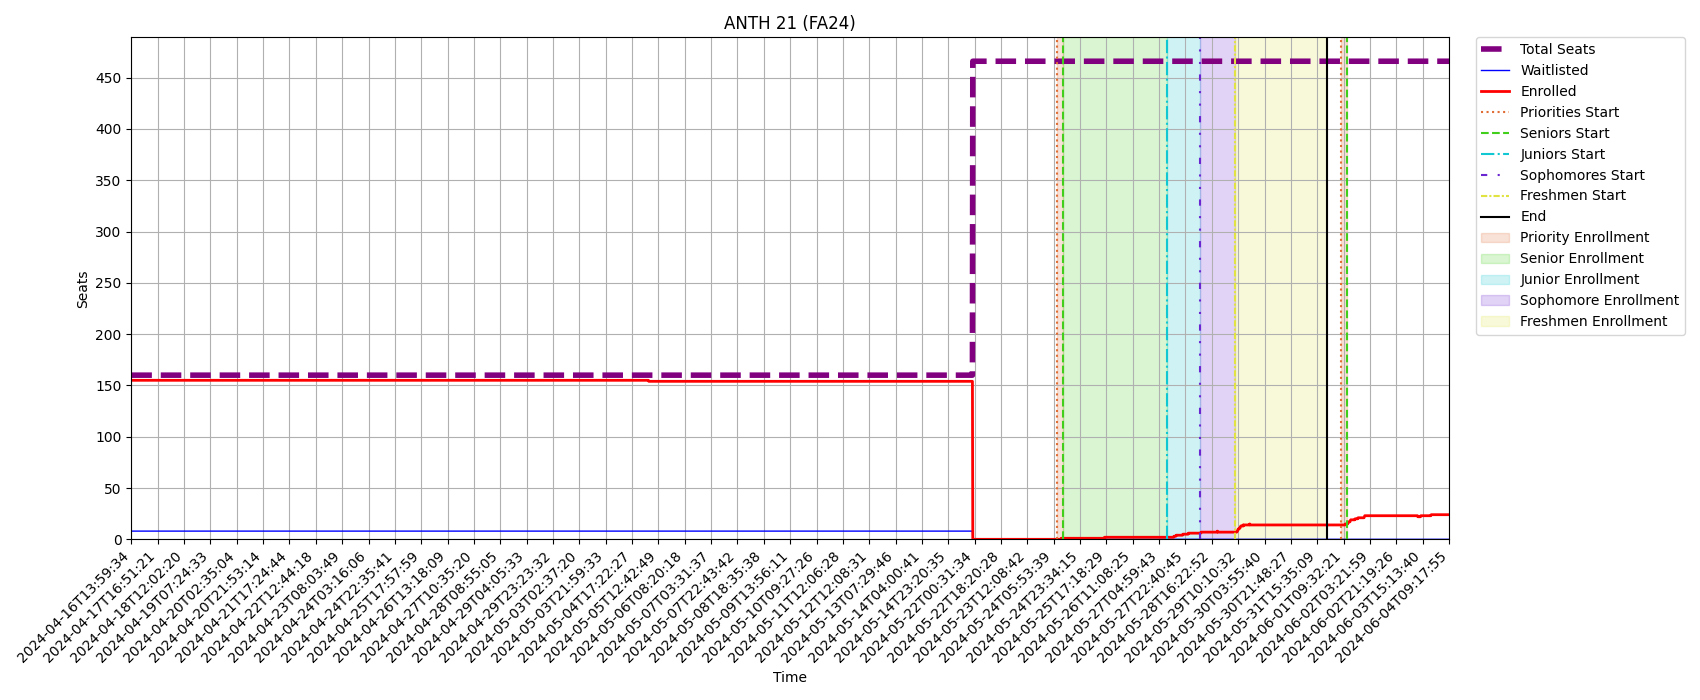 ANTH 21 (FA24)
Total Seats
Waitlisted
Enrolled
Priorities Start
Seniors Start
Juniors Start
Sophomores Start
Freshmen Start
End
Priority Enrollment
Senior Enrollment
Junior Enrollment
Sophomore Enrollment
Freshmen Enrollment
Seats
450
400
350
300
250
200
150
100
50
0
2024-04-16T13:59:34
2024-04-17T16:51:21
2024-04-18T12:02:20
2024-04-19T07:24:33
2024-04-20T02:35:04
2024-04-20T21:53:14
2024-04-21T17:24:44
2024-04-22T12:44:18
2024-04-23T08:03:49
2024-04-24T03:16:06
2024-04-24T22:35:41
2024-04-25T17:57:59
2024-04-26T13:18:09
2024-04-27T10:35:20
2024-04-28T08:55:05
2024-04-29T04:05:33
2024-04-29T23:23:32
2024-05-03T02:37:20
2024-05-03T21:59:33
2024-05-04T17:22:27
2024-05-05T12:42:49
2024-05-06T08:20:18
2024-05-07T03:31:37
2024-05-07T22:43:42
2024-05-08T18:35:38
2024-05-09T13:56:11
2024-05-10T09:27:26
2024-05-11T12:06:28
2024-05-12T12:08:31
2024-05-13T07:29:46
2024-05-14T04:00:41
2024-05-14T23:20:35
2024-05-22T00:31:34
2024-05-22T18:20:38
2024-05-23T12:08:42
2024-05-24T05:53:39
2024-05-24T23:34:15
2024-05-25T17:18:29
2024-05-26T11:08:25
2024-05-27T04:59:43
2024-05-27T22:40:45
2024-05-28T16:22:52
2024-05-29T10:10:32
2024-05-30T03:55:40
2024-05-30T21:48:27
2024-05-31T15:35:09
2024-06-01T09:32:21
2024-06-02T03:21:59
2024-06-02T21:19:26
2024-06-03T15:13:40
2024-06-04T09:17:55
Time